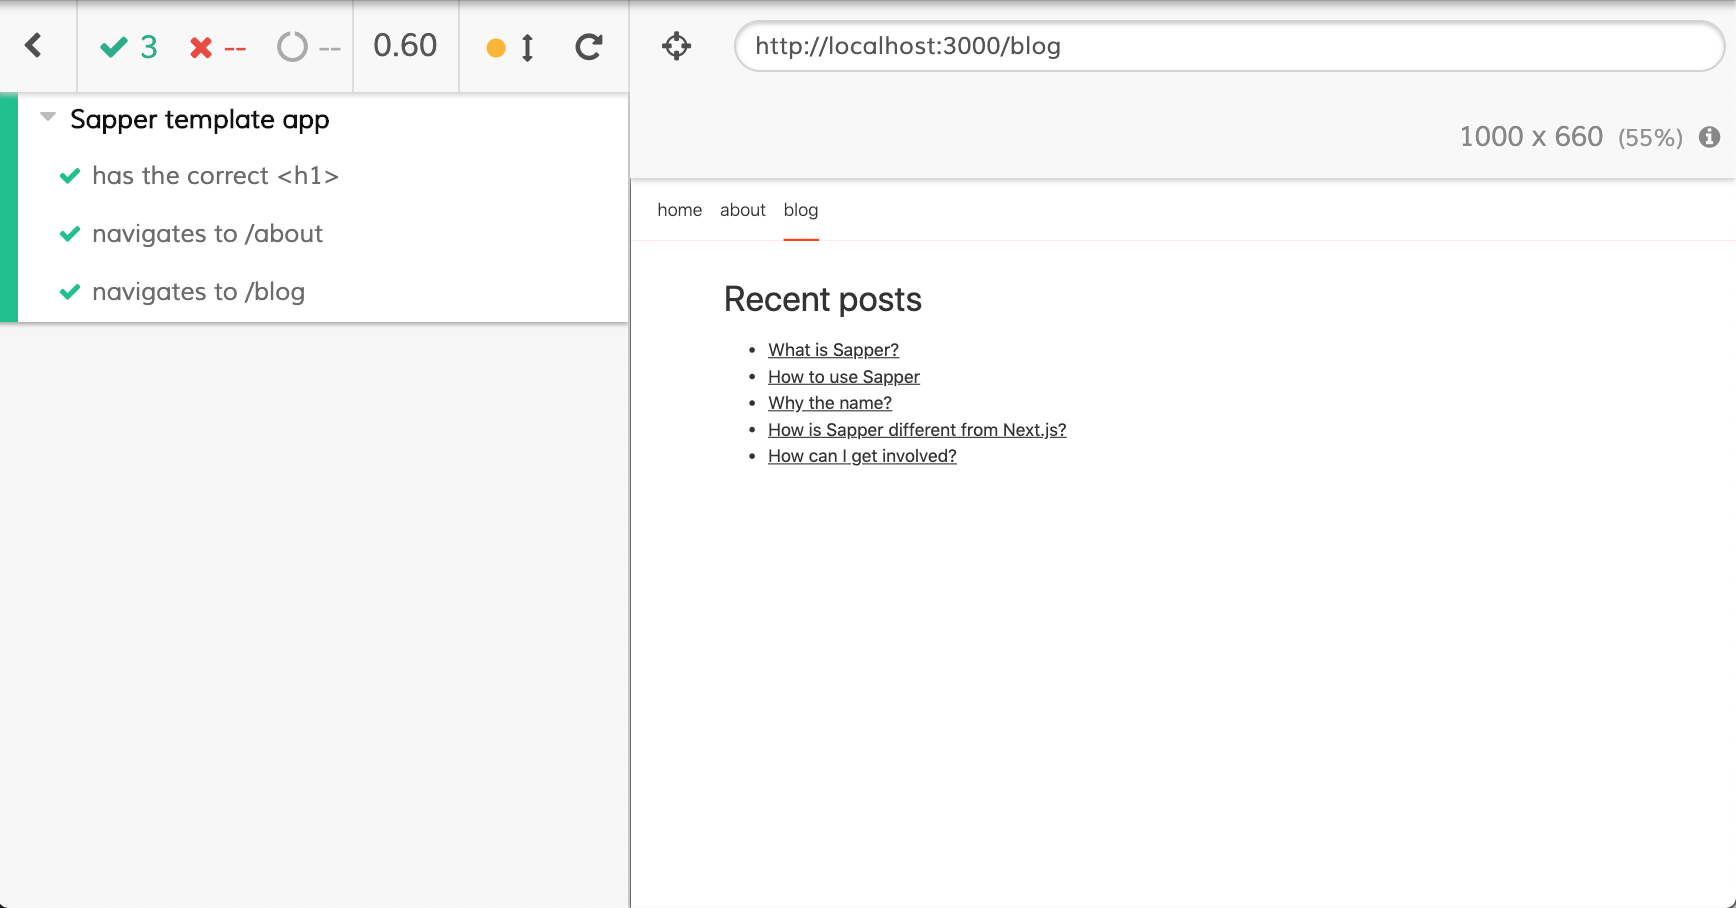 3 -- -- 0.60
http://localhost:3000/blog
1000 x 660 (55%)
Sapper template app
has the correct <h1>
navigates to /about
navigates to /blog
home about blog
Recent posts
What is Sapper?
How to use Sapper
Why the name?
How is Sapper different from Next.js?
How can I get involved?